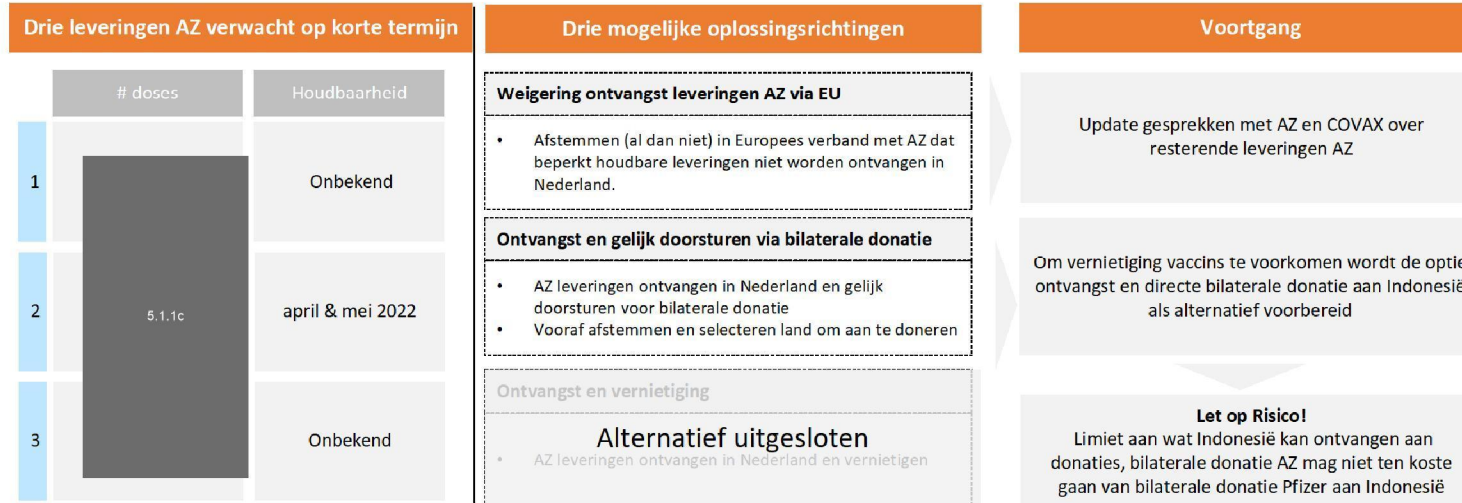 Drie leveringen AZ verwacht op korte termijn
# doses
Houdbaarheid
1
Onbekend
2
5.1.1c
april & mei 2022
3
Onbekend
Drie mogelijke oplossingsrichtingen
Weigering ontvangst leveringen AZ via EU
• Afstemmen (al dan niet) in Europees verband met AZ dat
beperkt houdbare leveringen niet worden ontvangen in
Nederland.
Ontvangst en gelijk doorsturen via bilaterale donatie
• AZ leveringen ontvangen in Nederland en gelijk
doorsturen voor bilaterale donatie
• Vooraf afstemmen en selecteren land om aan te doneren
Ontvangst en vernietiging
Alternatief uitgesloten
• AZ leveringen ontvangen in Nederland en vernietigen
Voortgang
Update gesprekken met AZ en COVAX over
resterende leveringen AZ
Om vernietiging vaccins te voorkomen wordt de optie
ontvangst en directe bilaterale donatie aan Indonesië
als alternatief voorbereid
Let op Risico!
Limiet aan wat Indonesië kan ontvangen aan
donaties, bilaterale donatie AZ mag niet ten koste
gaan van bilaterale donatie Pfizer aan Indonesië